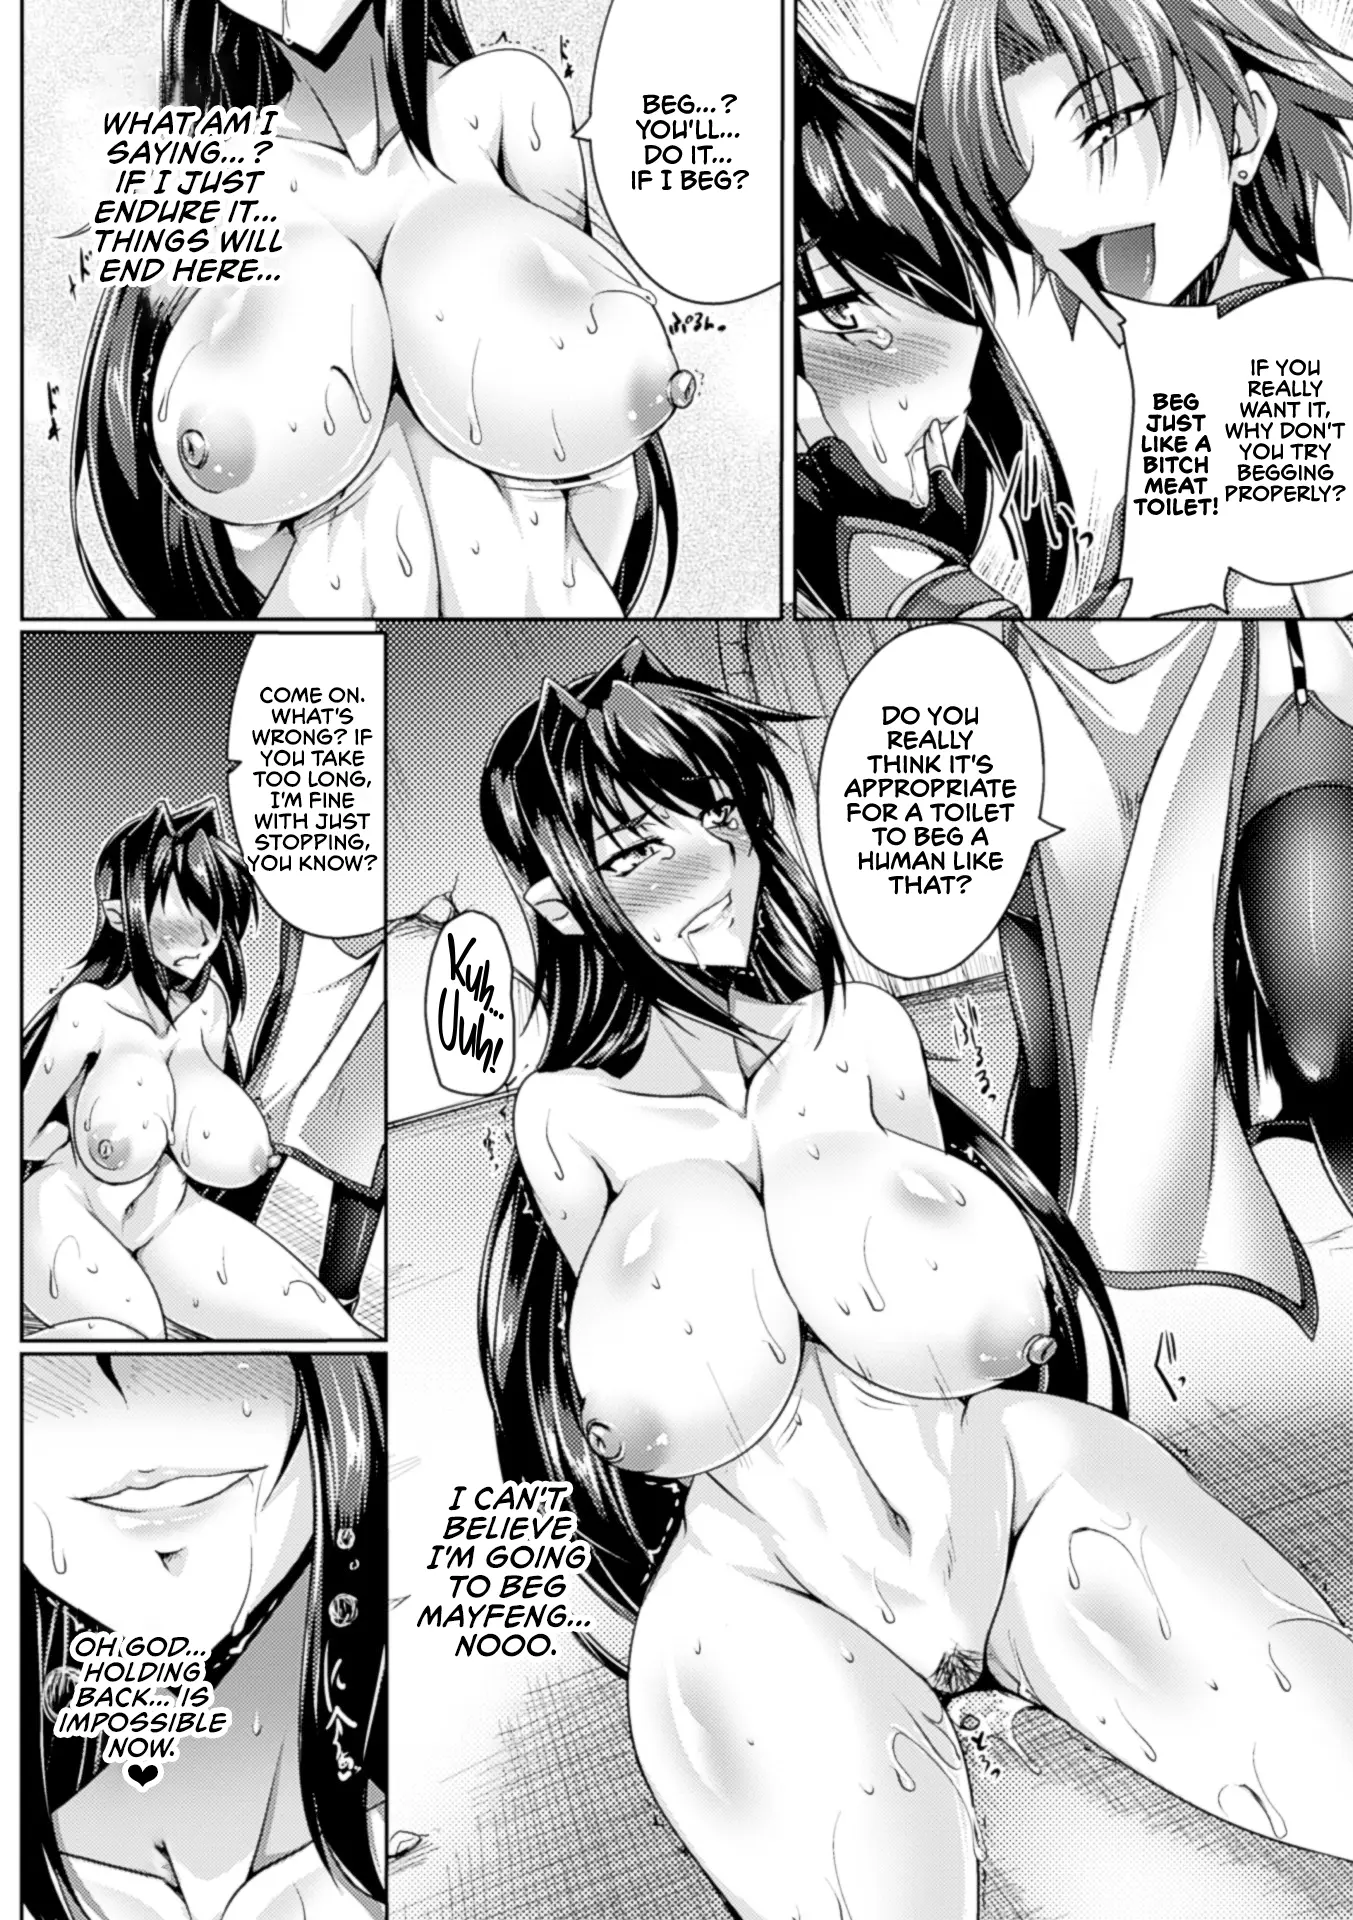 IF YOU
REALLY
WANT IT,
WHY DON'T
YOU TRY
BEGGING
PROPERLY?
BEG
JUST
LIKE A
BITCH
MEAT
TOILET!
BEG...?
YOU'LL...
DO IT...
IF I BEG?
WHAT AM I
SAYING...?
IF I JUST
ENDURE IT...
THINGS WILL
END HERE...
ぷるん。
DO YOU
REALLY
THINK IT'S
APPROPRIATE
FOR A TOILET
TO BEG A
HUMAN LIKE
THAT?
Kuh...
Uuh!
COME ON.
WHAT'S
WRONG? IF
YOU TAKE
TOO LONG,
I'M FINE
WITH JUST
STOPPING,
YOU KNOW?
I CAN'T
BELIEVE
I'M GOING
TO BEG
MAYFENG...
NOOO.
OH GOD...
HOLDING
BACK... IS
IMPOSSIBLE
NOW.
❤